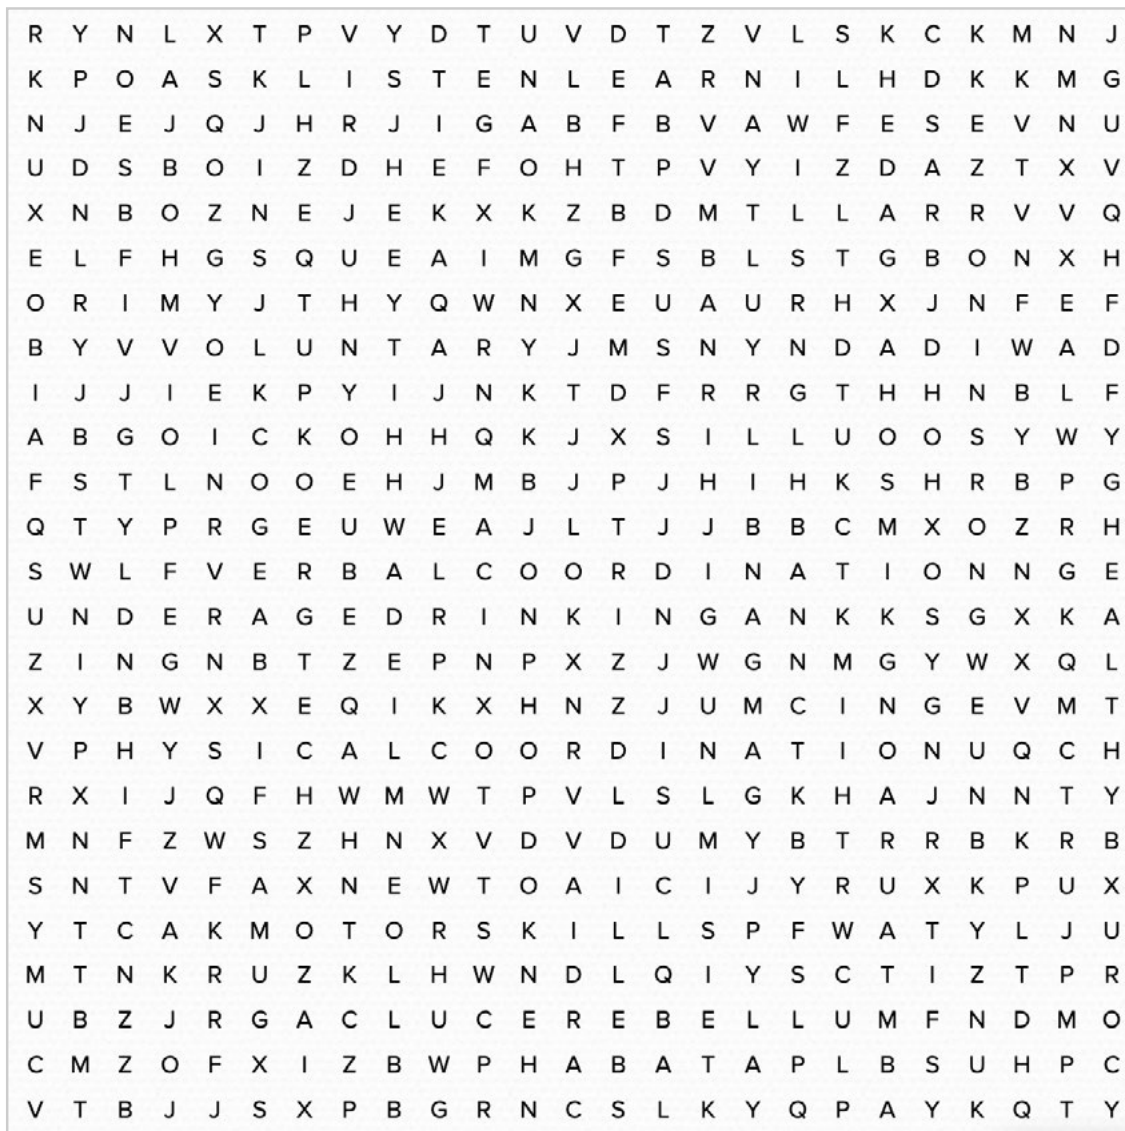 R Y N L X T P V Y D T U V D T Z V L S K C K M N J
K P O A S K L I S T E N L E A R N I L H D K K M G
N J E J Q J H R J I G A B F B V A W F E S E V N U
U D S B O I Z D H E F O H T P V Y I Z D A Z T X V
X N B O Z N E J E K X K Z B D M T L L A R R V V Q
E L F H G S Q U E A I M G F S B L S T G B O N X H
O R I M Y J T H Y Q W N X E U A U R H X J N F E F
B Y V V O L U N T A R Y J M S N Y N D A D I W A D
I J J I E K P Y I J N K T D F R R G T H H N B L F
A B G O I C K O H H Q K J X S I L L U O O S Y W Y
F S T L N O O E H J M B J P J H I H K S H R B P G
Q T Y P R G E U W E A J L T J J B B C M X O Z R H
S W L F V E R B A L C O O R D I N A T I O N N G E
U N D E R A G E D R I N K I N G A N K K S G X K A
Z I N G N B T Z E P N P X Z J W G N M G Y W X Q L
X Y B W X X E Q I K X H N Z J U M C I N G E V M T
V P H Y S I C A L C O O R D I N A T I O N U Q C H
R X I J Q F H W M W T P V L S L G K H A J N N T Y
M N F Z W S Z H N X V D V D U M Y B T R R B K R B
S N T V F A X N E W T O A I C I J Y R U X K P U X
Y T C A K M O T O R S K I L L S P F W A T Y L J U
M T N K R U Z K L H W N D L Q I Y S C T I Z T P R
U B Z J R G A C L U C E R E B E L L U M F N D M O
C M Z O F X I Z B W P H A B A T A P L B S U H P C
V T B J J S X P B G R N C S L K Y Q P A Y K Q T Y